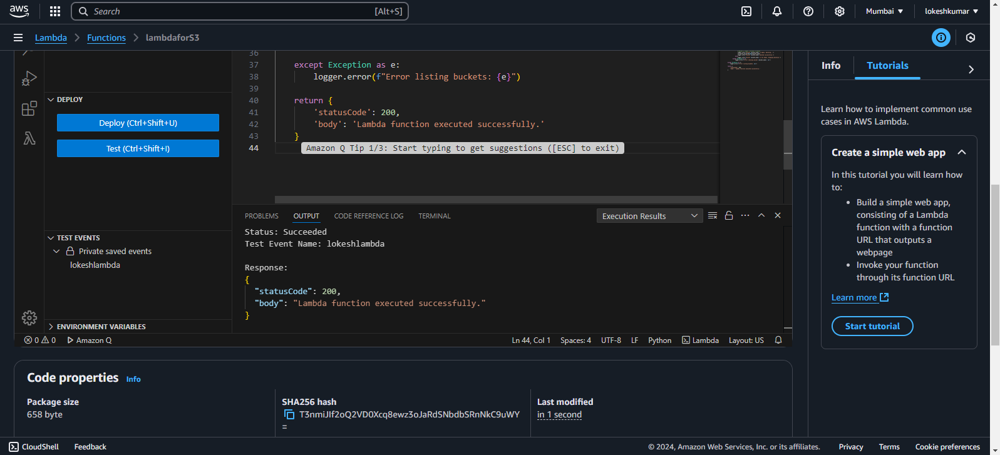 aws Search [Alt+S] Mumbai lokeshkumar
Lambda Functions lambdaforS3
DEPLOY
Deploy (Ctrl+Shift+U)
Test (Ctrl+Shift+I)
TEST EVENTS
Private saved events
lokeshlambda
ENVIRONMENT VARIABLES
36
37 except Exception as e:
38 logger.error(f"Error listing buckets: {e}")
39
40 return {
41 'statusCode': 200,
42 'body': 'Lambda function executed successfully.'
43 }
44 Amazon Q Tip 1/3: Start typing to get suggestions ([ESC] to exit)
PROBLEMS OUTPUT CODE REFERENCE LOG TERMINAL Execution Results
Status: Succeeded
Test Event Name: lokeshlambda
Response:
{
"statusCode": 200,
"body": "Lambda function executed successfully."
}
0 0 Amazon Q Ln 44, Col 1 Spaces: 4 UTF-8 LF Python Lambda Layout: US
Info Tutorials
Learn how to implement common use
cases in AWS Lambda.
Create a simple web app
In this tutorial you will learn how
to:
• Build a simple web app,
consisting of a Lambda
function with a function
URL that outputs a
webpage
• Invoke your function
through its function URL
Learn more
Start tutorial
Code properties Info
Package size
658 byte
SHA256 hash
T3nmiJIf2oQ2VD0Xcq8ewz3oJaRdSNbdbSRnNkC9uWY
=
Last modified
in 1 second
CloudShell Feedback © 2024, Amazon Web Services, Inc. or its affiliates. Privacy Terms Cookie preferences